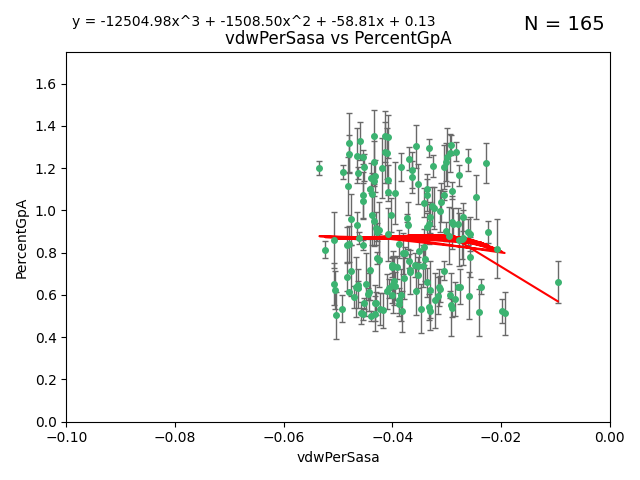 y = -12504.98x^3 + -1508.50x^2 + -58.81x + 0.13
N = 165
vdwPerSasa vs PercentGpA
1.6
1.4
1.2
1.0
0.8
0.6
0.4
0.2
0.0
PercentGpA
−0.10 −0.08 −0.06 −0.04 −0.02 0.00
vdwPerSasa